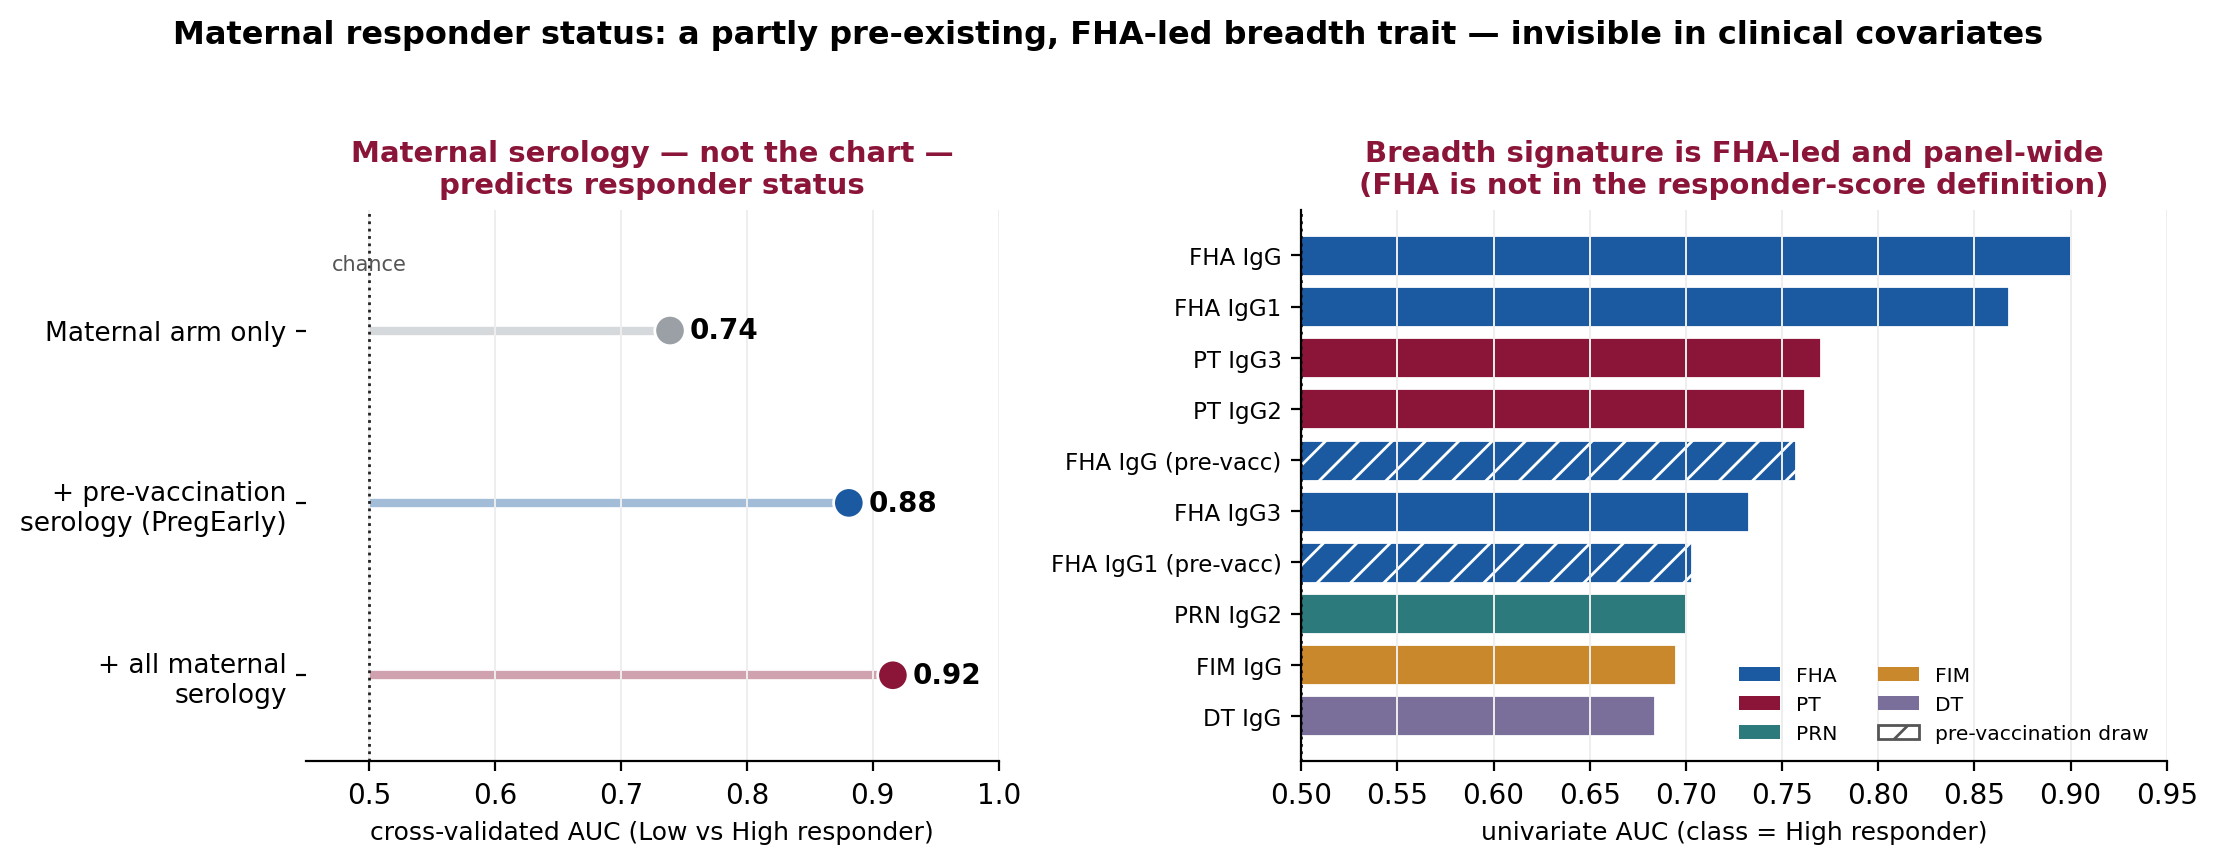 Maternal responder status: a partly pre-existing, FHA-led breadth trait — invisible in clinical covariates
Maternal serology — not the chart —
predicts responder status
chance
Maternal arm only
0.74
+ pre-vaccination
serology (PregEarly)
0.88
+ all maternal
serology
0.92
0.5 0.6 0.7 0.8 0.9 1.0
cross-validated AUC (Low vs High responder)
Breadth signature is FHA-led and panel-wide
(FHA is not in the responder-score definition)
FHA IgG
FHA IgG1
PT IgG3
PT IgG2
FHA IgG (pre-vacc)
FHA IgG3
FHA IgG1 (pre-vacc)
PRN IgG2
FIM IgG
DT IgG
FHA
PT
PRN
FIM
DT
pre-vaccination draw
0.50 0.55 0.60 0.65 0.70 0.75 0.80 0.85 0.90 0.95
univariate AUC (class = High responder)